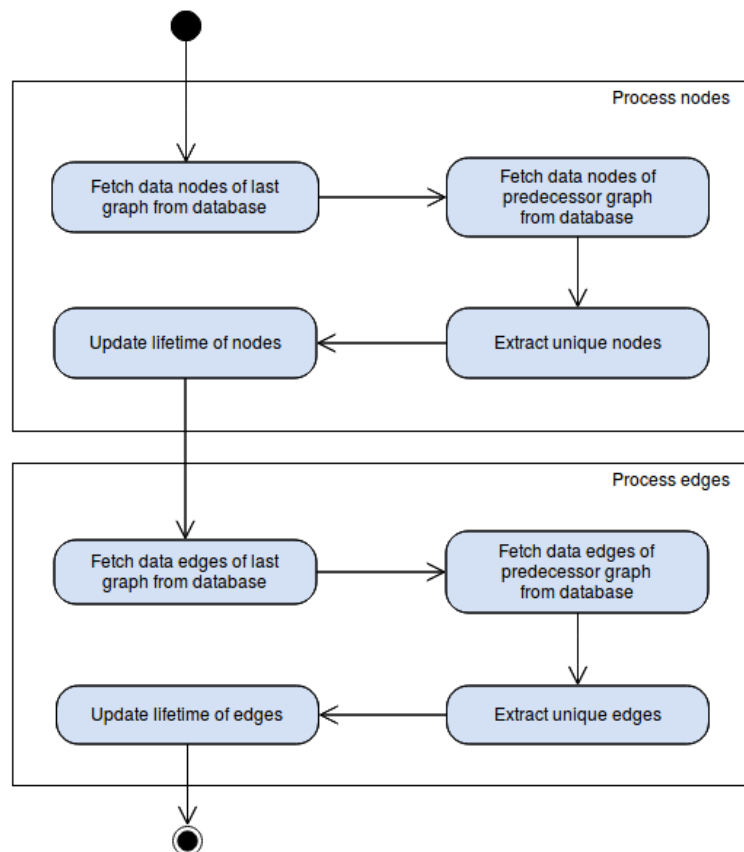 Process nodes
Fetch data nodes of last
graph from database
Fetch data nodes of
predecessor graph
from database
Update lifetime of nodes
Extract unique nodes
Process edges
Fetch data edges of last
graph from database
Fetch data edges of
predecessor graph
from database
Update lifetime of edges
Extract unique edges